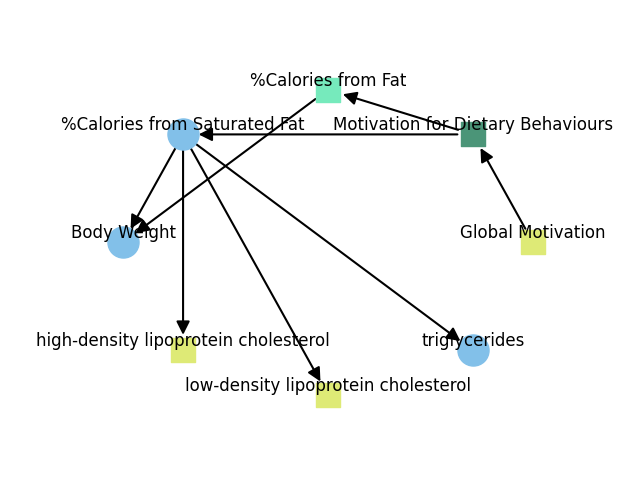 %Calories from Fat
%Calories from Saturated Fat
Motivation for Dietary Behaviours
Body Weight
Global Motivation
high-density lipoprotein cholesterol
triglycerides
low-density lipoprotein cholesterol